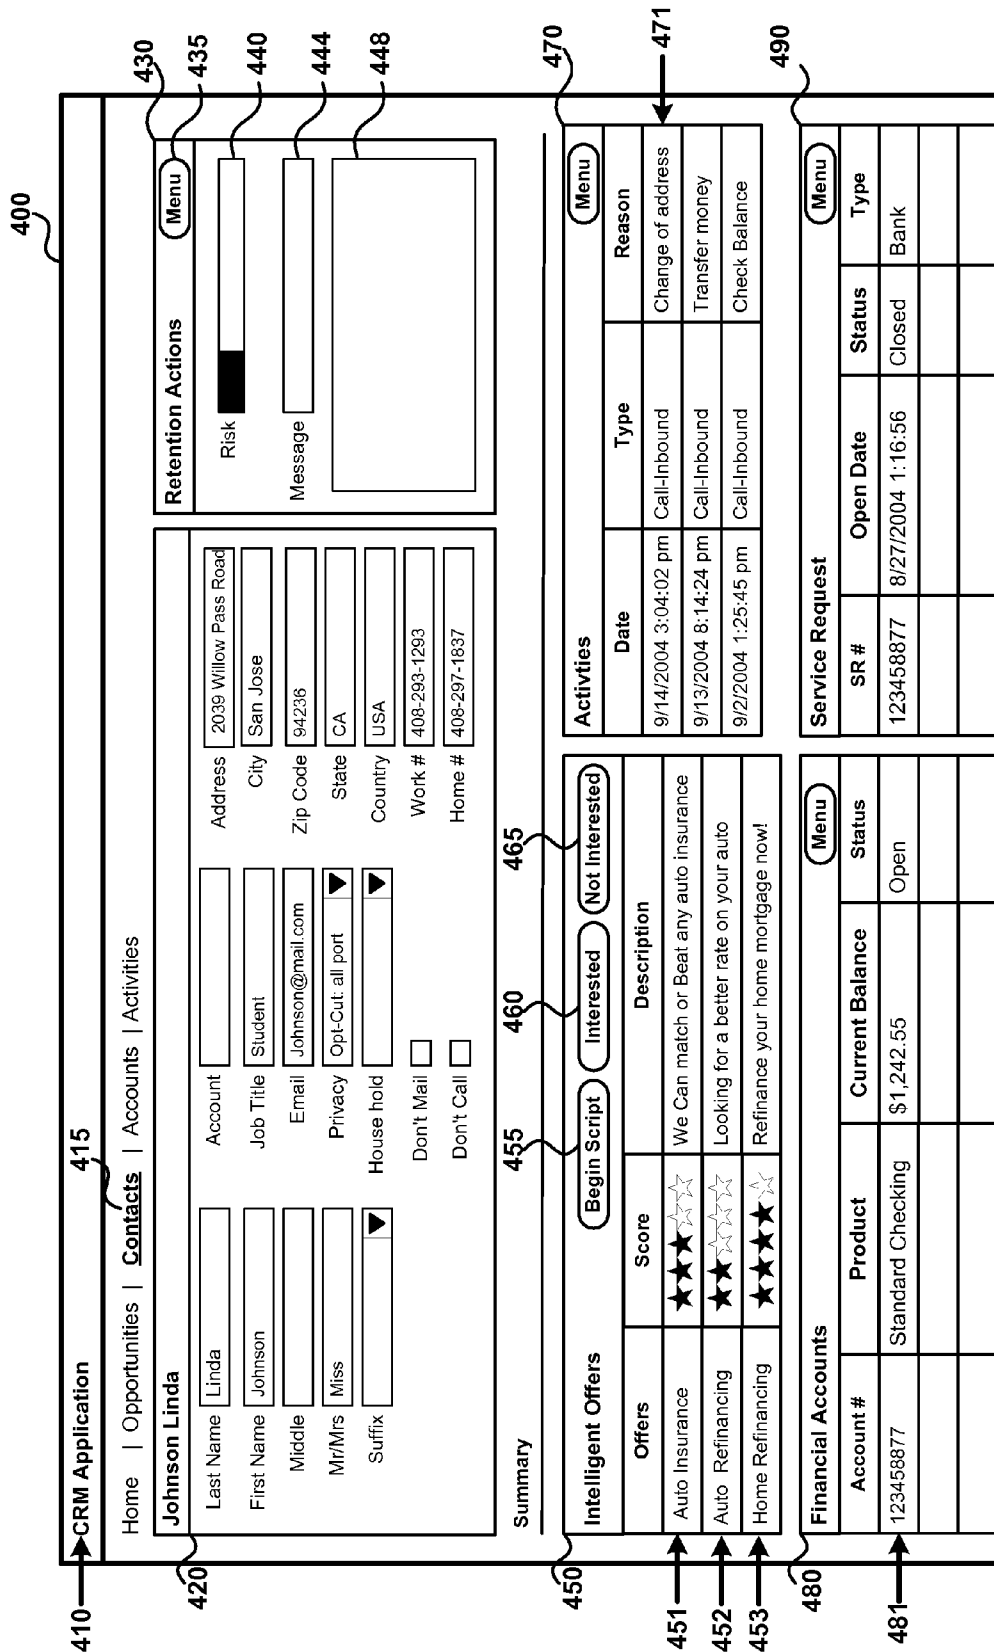 400
410 CRM Application
415
Home | Opportunities | Contacts | Accounts | Activities
420
Johnson Linda
Last Name Linda
First Name Johnson
Middle
Mr/Mrs Miss
Suffix
Account
Job Title Student
Email Johnson@mail.com
Privacy Opt-Cut: all port
House hold
Don't Mail
Don't Call
Address 2039 Willow Pass Road
City San Jose
Zip Code 94236
State CA
Country USA
Work # 408-293-1293
Home # 408-297-1837
Retention Actions Menu
430
435
Risk
440
Message
444
448
Summary
450
Intelligent Offers Begin Script Interested Not Interested
455 460 465
Offers Score Description
451 Auto Insurance ★★★☆☆ We Can match or Beat any auto insurance
452 Auto Refinancing ★★☆☆☆ Looking for a better rate on your auto
453 Home Refinancing ★★★★☆ Refinance your home mortgage now!
Activties Menu
470
Date Type Reason
9/14/2004 3:04:02 pm Call-Inbound Change of address
471
9/13/2004 8:14:24 pm Call-Inbound Transfer money
9/2/2004 1:25:45 pm Call-Inbound Check Balance
480
Financial Accounts Menu
Account # Product Current Balance Status
481 123458877 Standard Checking $1,242.55 Open
Service Request Menu
490
SR # Open Date Status Type
123458877 8/27/2004 1:16:56 Closed Bank